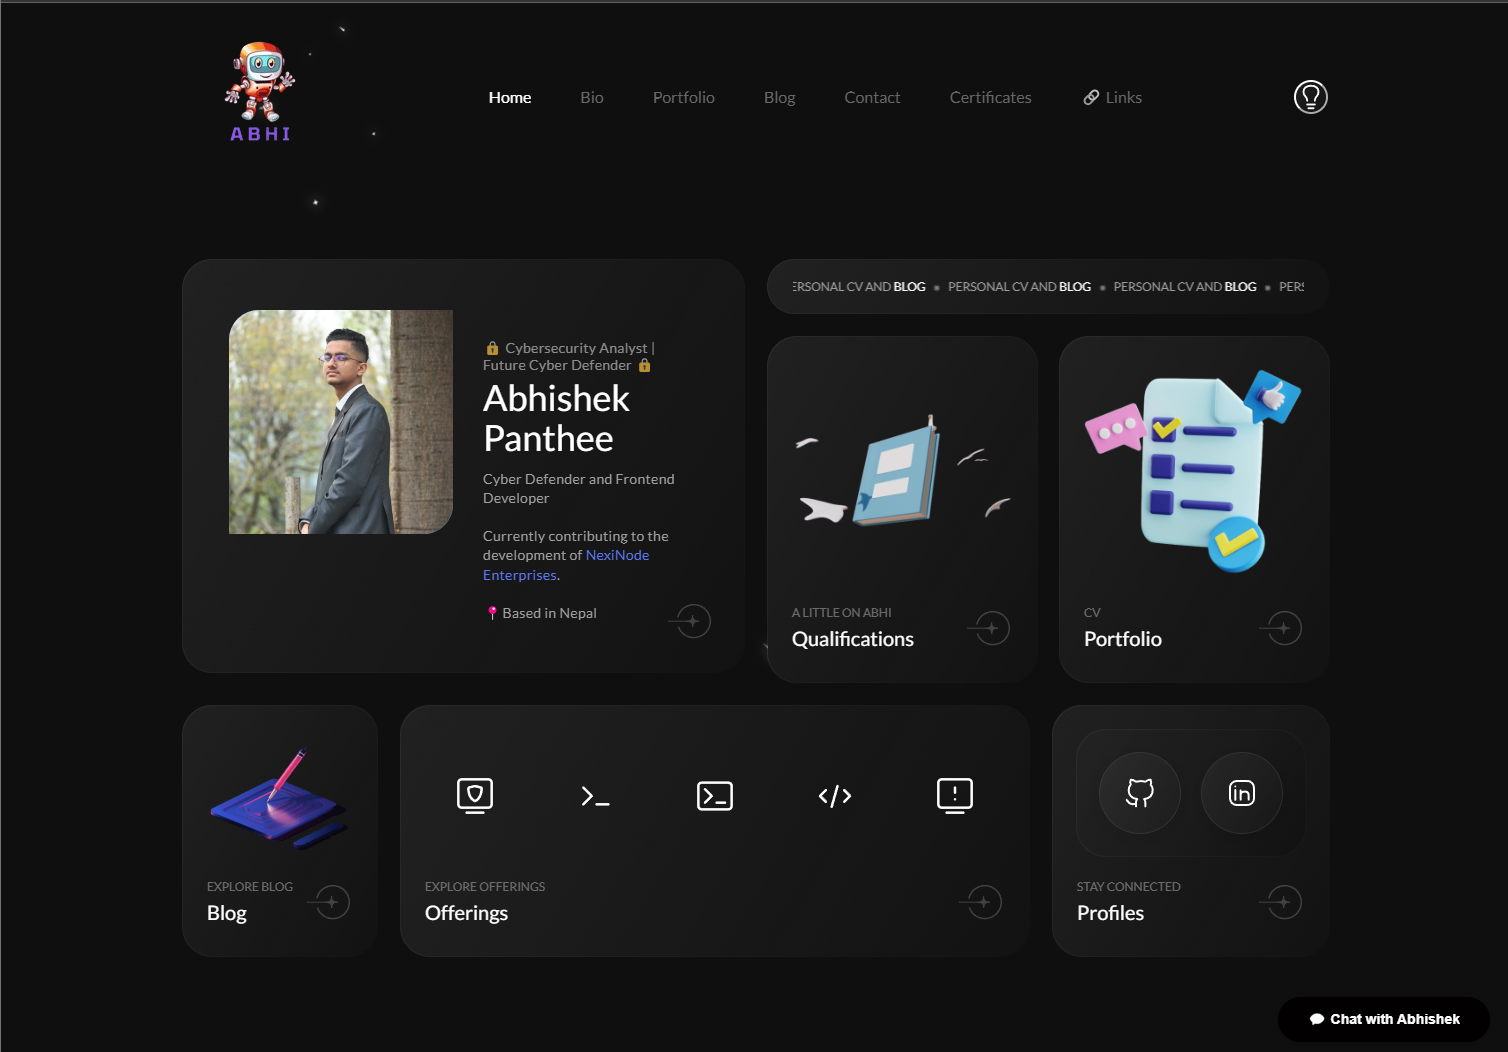 ABHI
Home
Bio
Portfolio
Blog
Contact
Certificates
Links
ERSONAL CV AND BLOG
PERSONAL CV AND BLOG
PERSONAL CV AND BLOG
PERS
Cybersecurity Analyst |
Future Cyber Defender
Abhishek
Panthee
Cyber Defender and Frontend
Developer
Currently contributing to the
development of NexiNode
Enterprises.
Based in Nepal
A LITTLE ON ABHI
Qualifications
CV
Portfolio
EXPLORE BLOG
Blog
EXPLORE OFFERINGS
Offerings
in
STAY CONNECTED
Profiles
Chat with Abhishek